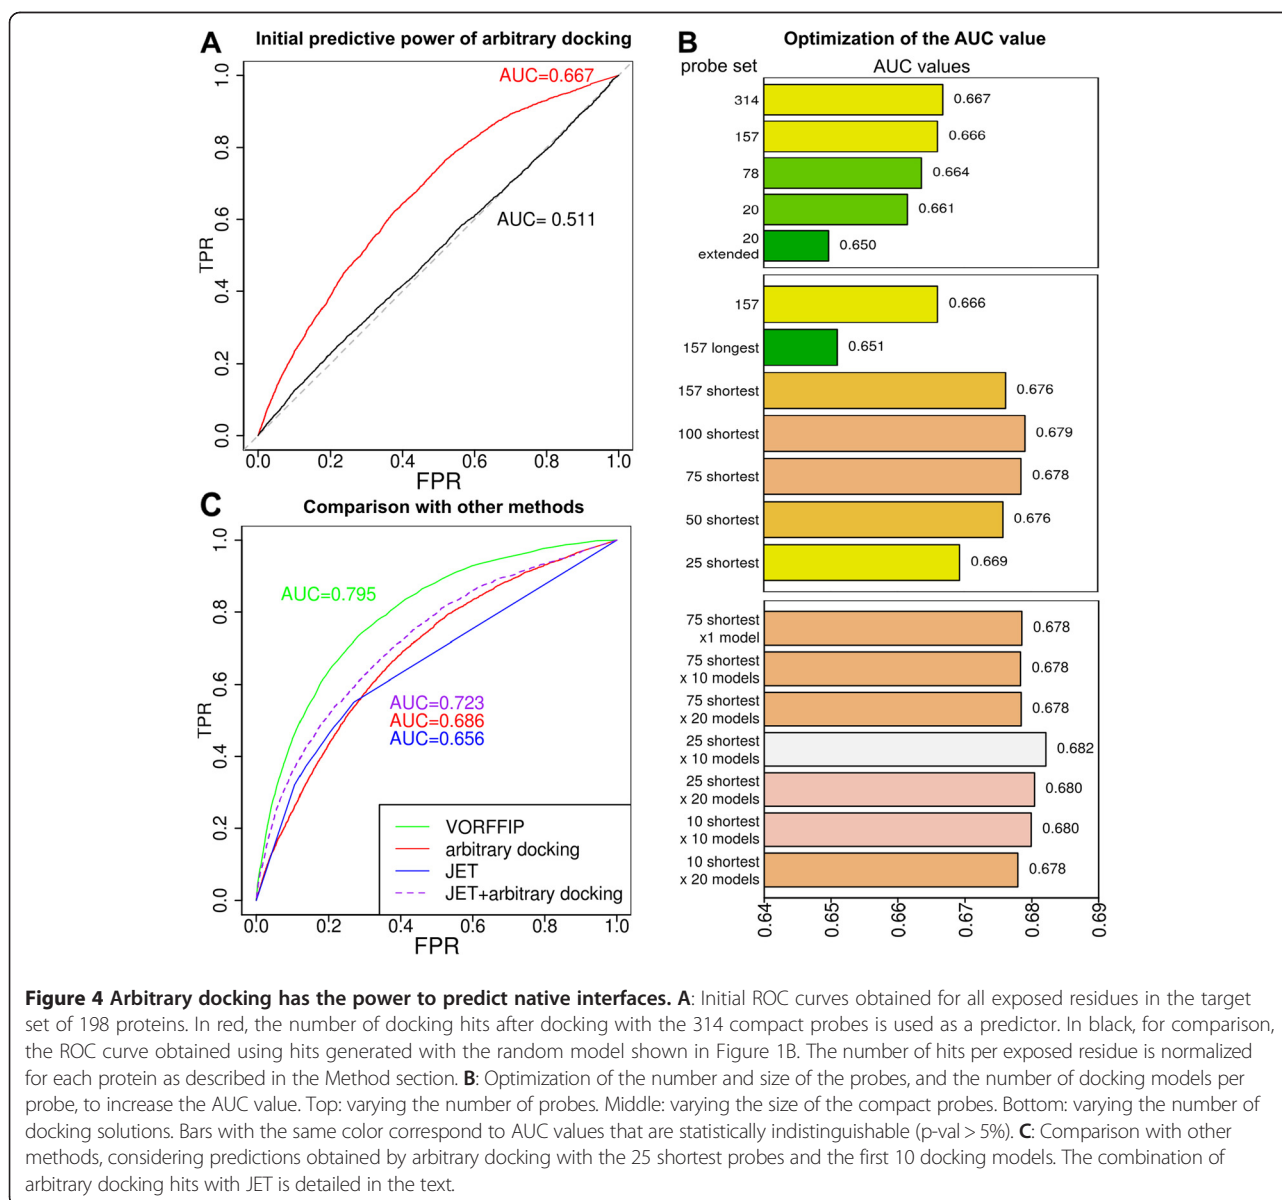 A Initial predictive power of arbitrary docking
AUC=0.667
AUC= 0.511
TPR
0.0 0.2 0.4 0.6 0.8 1.0
0.0 0.2 0.4 0.6 0.8 1.0
FPR
B Optimization of the AUC value
probe set AUC values
314 0.667
157 0.666
78 0.664
20 0.661
20
extended 0.650
157 0.666
157 longest 0.651
157 shortest 0.676
100 shortest 0.679
75 shortest 0.678
50 shortest 0.676
25 shortest 0.669
75 shortest
x1 model 0.678
75 shortest
x 10 models 0.678
75 shortest
x 20 models 0.678
25 shortest
x 10 models 0.682
25 shortest
x 20 models 0.680
10 shortest
x 10 models 0.680
10 shortest
x 20 models 0.678
0.64 0.65 0.66 0.67 0.68 0.69
C Comparison with other methods
AUC=0.795
AUC=0.723
AUC=0.686
AUC=0.656
VORFFIP
arbitrary docking
JET
JET+arbitrary docking
TPR
0.0 0.2 0.4 0.6 0.8 1.0
0.0 0.2 0.4 0.6 0.8 1.0
FPR
Figure 4 Arbitrary docking has the power to predict native interfaces. A: Initial ROC curves obtained for all exposed residues in the target
set of 198 proteins. In red, the number of docking hits after docking with the 314 compact probes is used as a predictor. In black, for comparison,
the ROC curve obtained using hits generated with the random model shown in Figure 1B. The number of hits per exposed residue is normalized
for each protein as described in the Method section. B: Optimization of the number and size of the probes, and the number of docking models per
probe, to increase the AUC value. Top: varying the number of probes. Middle: varying the size of the compact probes. Bottom: varying the number of
docking solutions. Bars with the same color correspond to AUC values that are statistically indistinguishable (p-val > 5%). C: Comparison with other
methods, considering predictions obtained by arbitrary docking with the 25 shortest probes and the first 10 docking models. The combination of
arbitrary docking hits with JET is detailed in the text.